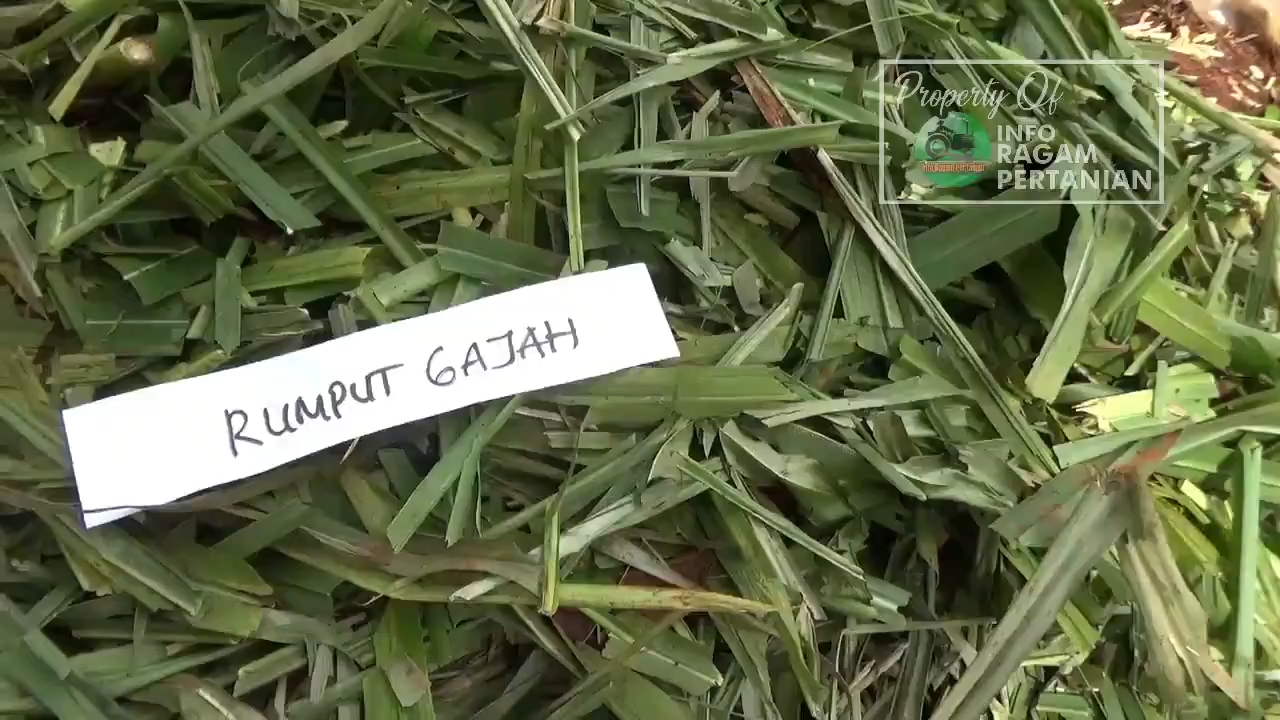 Property Of
INFO
RAGAM
PERTANIAN
RUMPUT GAJAH